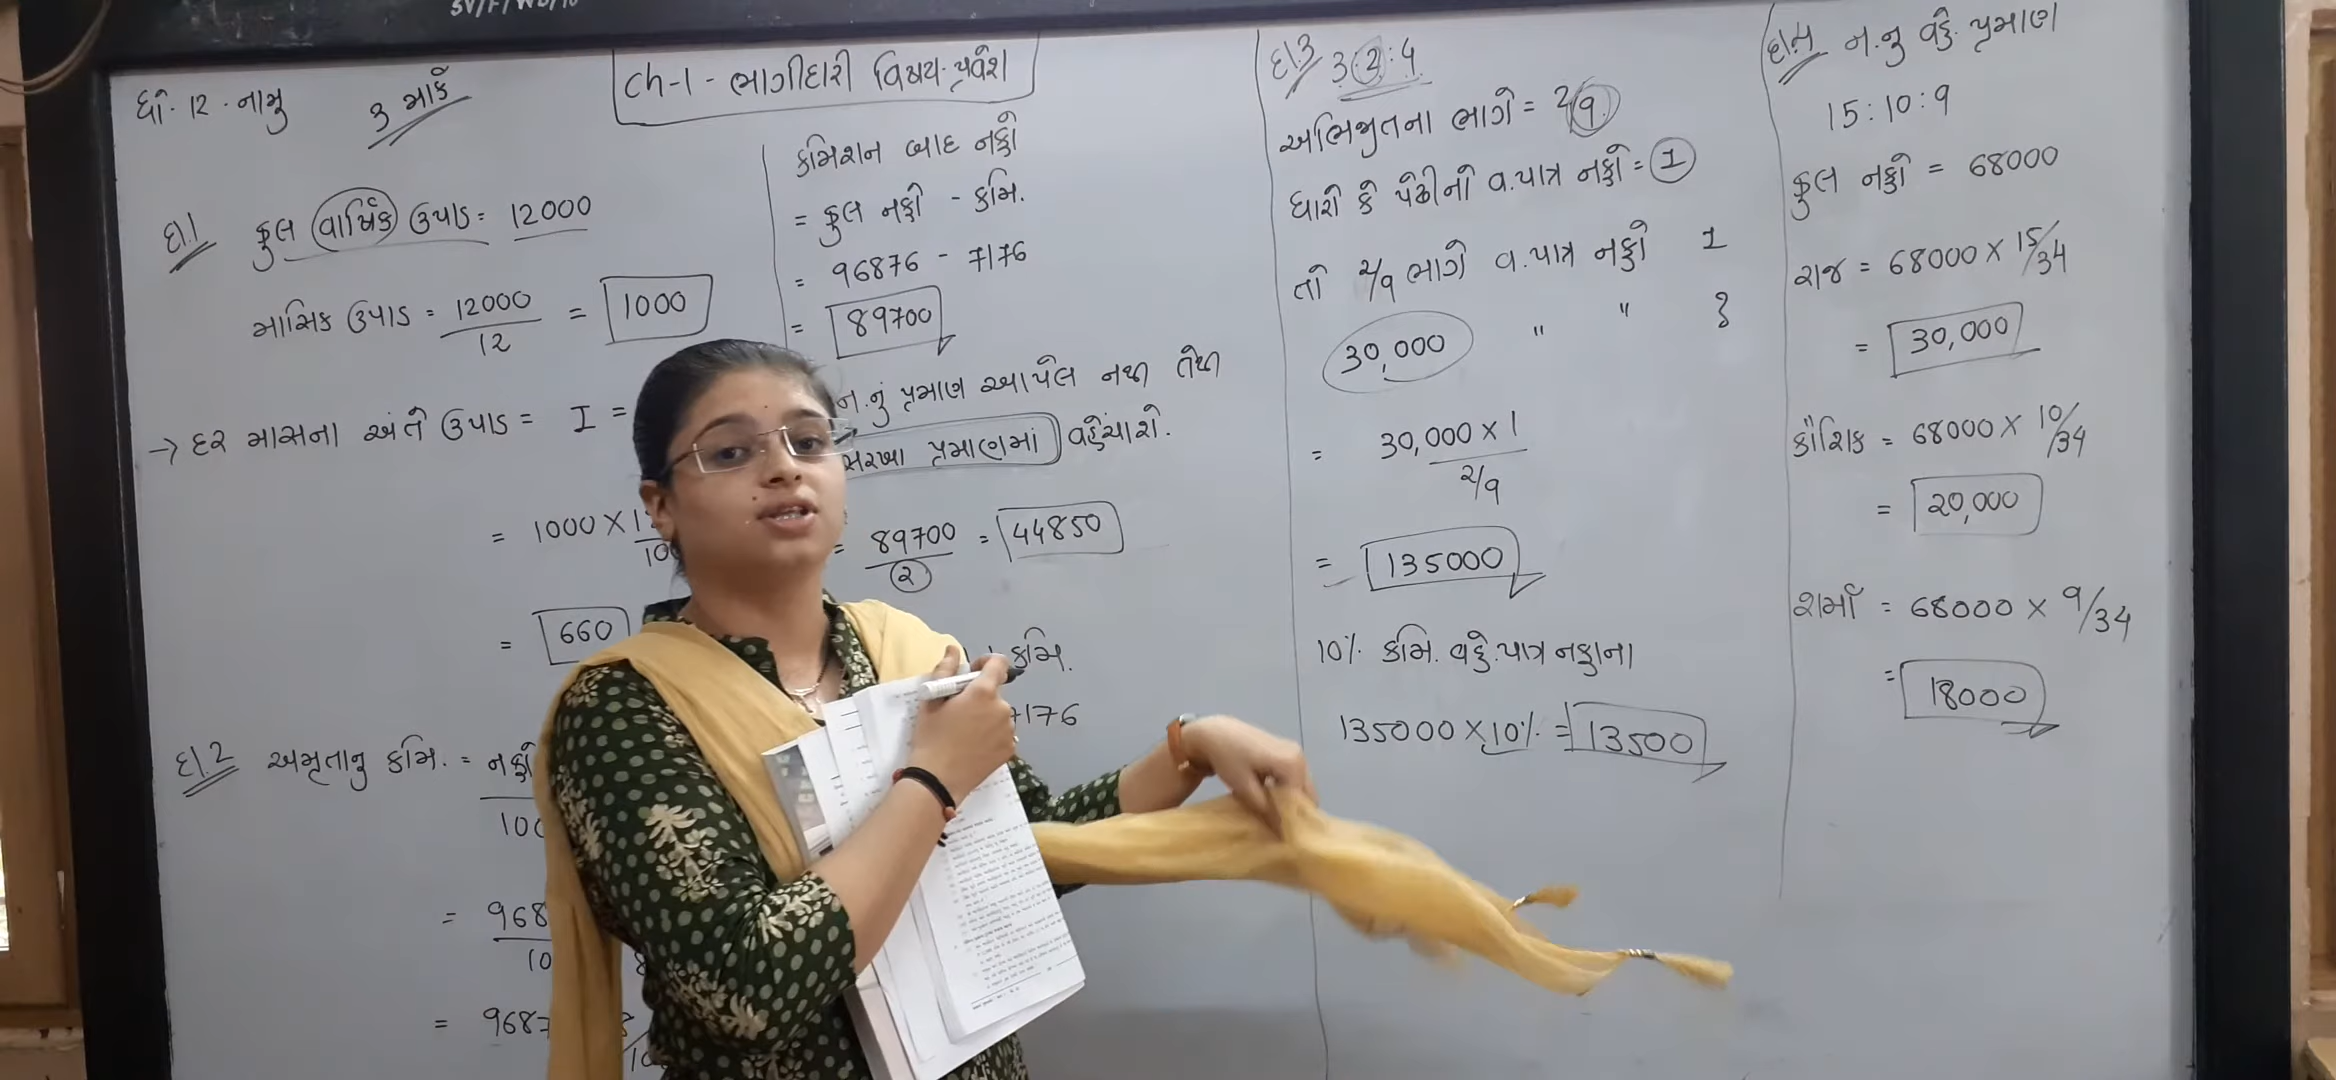 ધો. 12 . નામુ
3 માર્ક
Ch-1 - ભાગીદારી વિષય-પ્રવેશ
દા.1 કુલ વાર્ષિક ઉપાડ = 12000
માસિક ઉપાડ = 12000/12 = 1000
→ દર માસના અંતે ઉપાડ = I =
= 1000 ×
= 660
દા.2 અમૃતાનુ કમિ. = નફો
= 968
= 9687
કમિશન બાદ નફો
= કુલ નફો - કમિ.
= 96876 - 7176
= 89700
ન.નું પ્રમાણ આપેલ નથી તેથી
સરખા પ્રમાણમાં વહેંચાશે.
= 89700/2 = 44850
કમિ.
7176
દા.3 3:2:4
અભિજીતના ભાગે = 2/9
ધારો કે પેઢીનો વ.પાત્ર નફો = 1
તો 2/9 ભાગે વ.પાત્ર નફો 1
30,000 " " ?
= 30,000 × 1
2/9
= 135000
10% કમિ. વહે.પાત્ર નફાના
135000 × 10% = 13500
દા.4 ન.નુ વહે. પ્રમાણ
15:10:9
કુલ નફો = 68000
રાજ = 68000 × 15/34
= 30,000
કૌશિક = 68000 × 10/34
= 20,000
શર્મા = 68000 × 9/34
= 18000